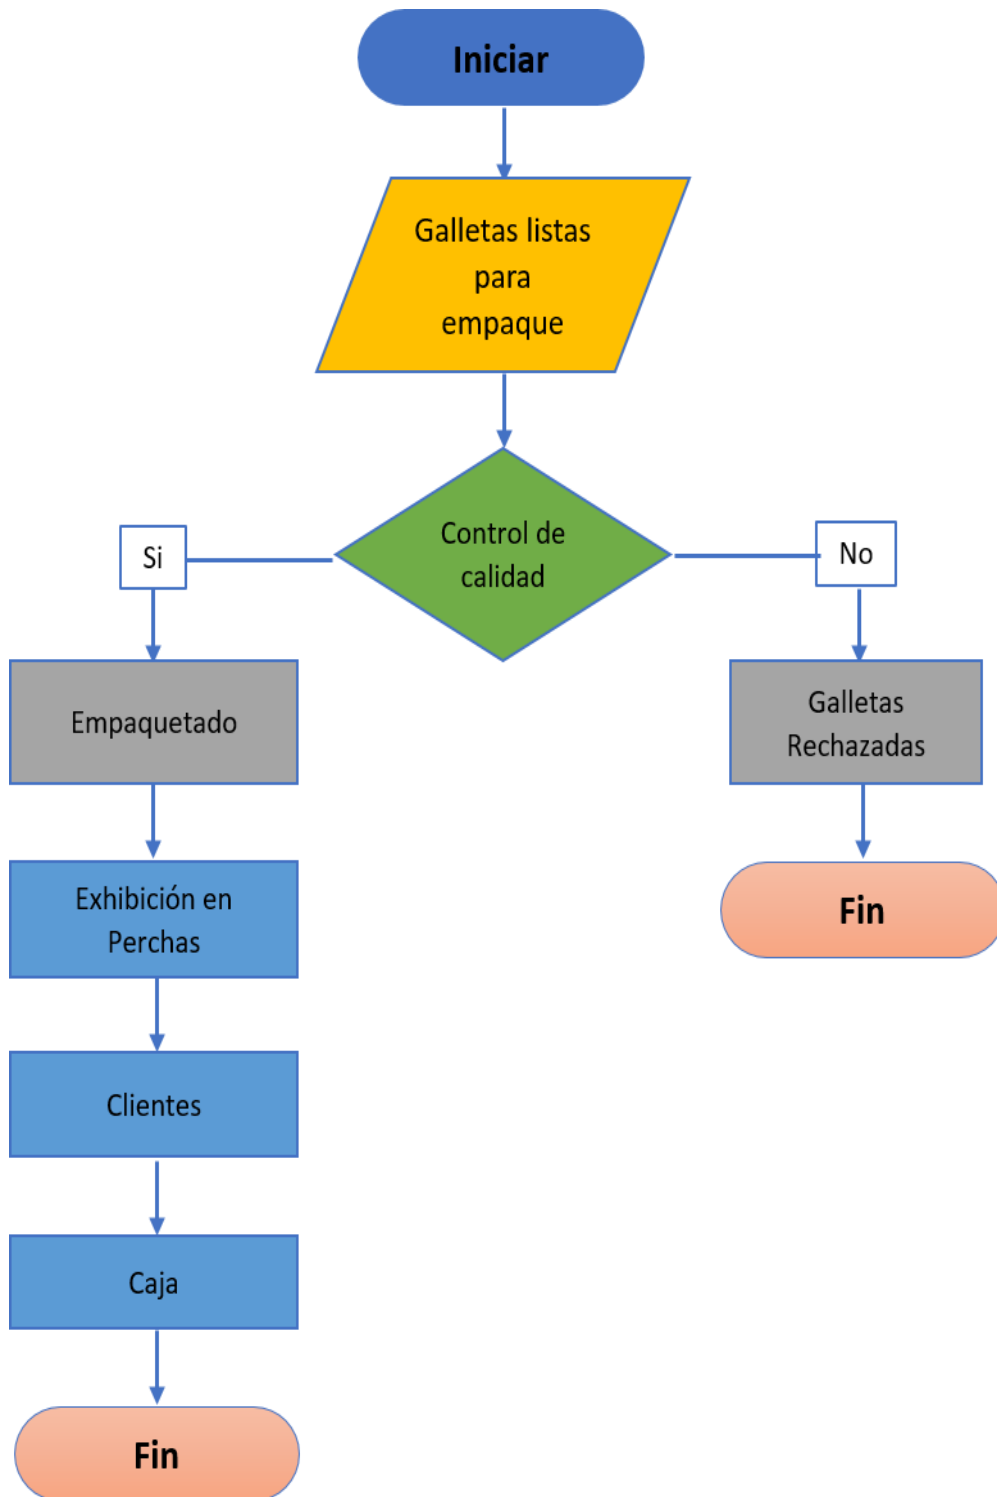 Iniciar
Galletas listas
para
empaque
Control de
calidad
Si
No
Empaquetado
Galletas
Rechazadas
Exhibición en
Perchas
Fin
Clientes
Caja
Fin